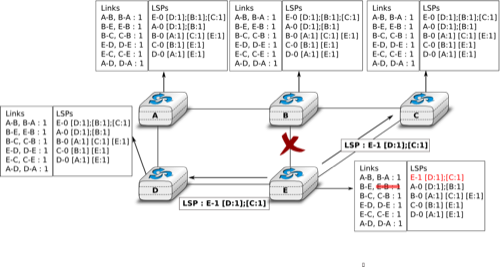 Links LSPs
A-B, B-A : 1 E-0 [D:1];[B:1];[C:1]
B-E, E-B : 1 A-0 [D:1];[B:1]
B-C, C-B : 1 B-0 [A:1] [C:1] [E:1]
E-D, D-E : 1 C-0 [B:1] [E:1]
E-C, C-E : 1 D-0 [A:1] [E:1]
A-D, D-A : 1
Links LSPs
A-B, B-A : 1 E-0 [D:1];[B:1];[C:1]
B-E, E-B : 1 A-0 [D:1];[B:1]
B-C, C-B : 1 B-0 [A:1] [C:1] [E:1]
E-D, D-E : 1 C-0 [B:1] [E:1]
E-C, C-E : 1 D-0 [A:1] [E:1]
A-D, D-A : 1
Links LSPs
A-B, B-A : 1 E-0 [D:1];[B:1];[C:1]
B-E, E-B : 1 A-0 [D:1];[B:1]
B-C, C-B : 1 B-0 [A:1] [C:1] [E:1]
E-D, D-E : 1 C-0 [B:1] [E:1]
E-C, C-E : 1 D-0 [A:1] [E:1]
A-D, D-A : 1
A
B
C
Links LSPs
A-B, B-A : 1 E-0 [D:1];[B:1];[C:1]
B-E, E-B : 1 A-0 [D:1];[B:1]
B-C, C-B : 1 B-0 [A:1] [C:1] [E:1]
E-D, D-E : 1 C-0 [B:1] [E:1]
E-C, C-E : 1 D-0 [A:1] [E:1]
A-D, D-A : 1
LSP : E-1 [D:1];[C:1]
D
E
LSP : E-1 [D:1];[C:1]
Links LSPs
A-B, B-A : 1 E-1 [D:1];[C:1]
B-E, E-B : 1 A-0 [D:1];[B:1]
B-C, C-B : 1 B-0 [A:1] [C:1] [E:1]
E-D, D-E : 1 C-0 [B:1] [E:1]
E-C, C-E : 1 D-0 [A:1] [E:1]
A-D, D-A : 1